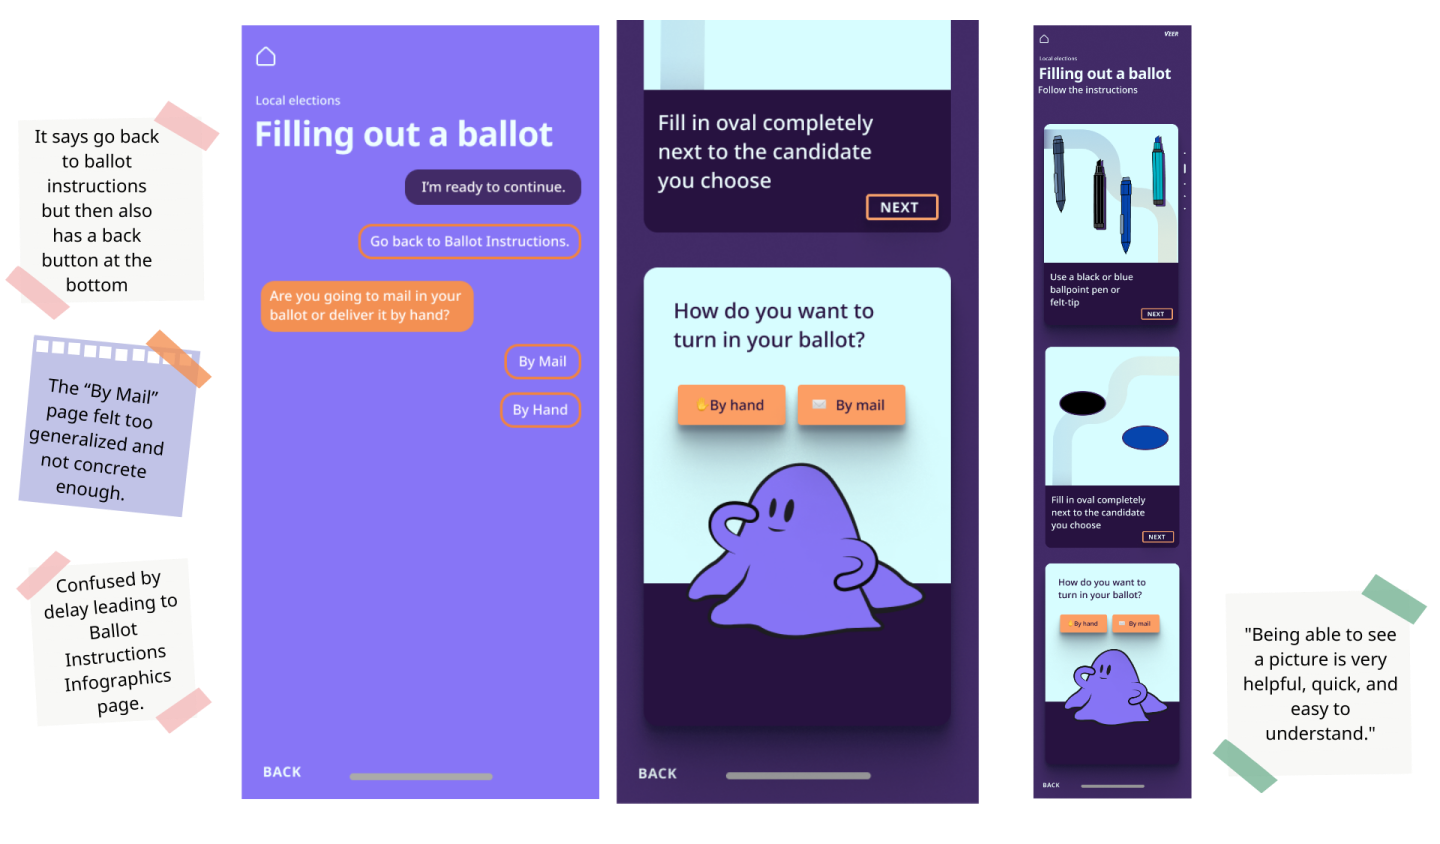 It says go back
to ballot
instructions
but then also
has a back
button at the
bottom
The “By Mail”
page felt too
generalized and
not concrete
enough.
Confused by
delay leading to
Ballot
Instructions
Infographics
page.
Local elections
Filling out a ballot
I'm ready to continue.
Go back to Ballot Instructions.
Are you going to mail in your
ballot or deliver it by hand?
By Mail
By Hand
BACK
Fill in oval completely
next to the candidate
you choose
NEXT
How do you want to
turn in your ballot?
By hand
By mail
BACK
VEER
Local elections
Filling out a ballot
Follow the instructions
Use a black or blue
ballpoint pen or
felt-tip
NEXT
Fill in oval completely
next to the candidate
you choose
NEXT
How do you want to
turn in your ballot?
By hand
By mail
BACK
"Being able to see
a picture is very
helpful, quick, and
easy to
understand."